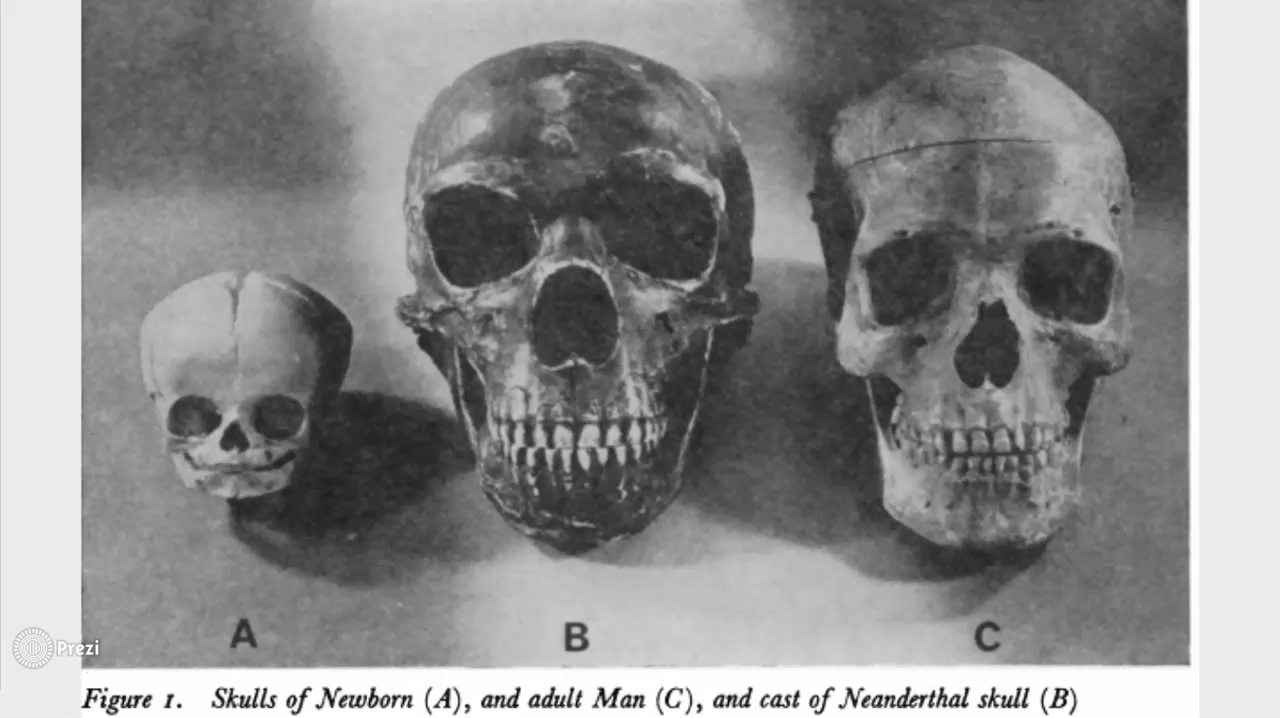 A B C
Prezi
Figure 1. Skulls of Newborn (A), and adult Man (C), and cast of Neanderthal skull (B)